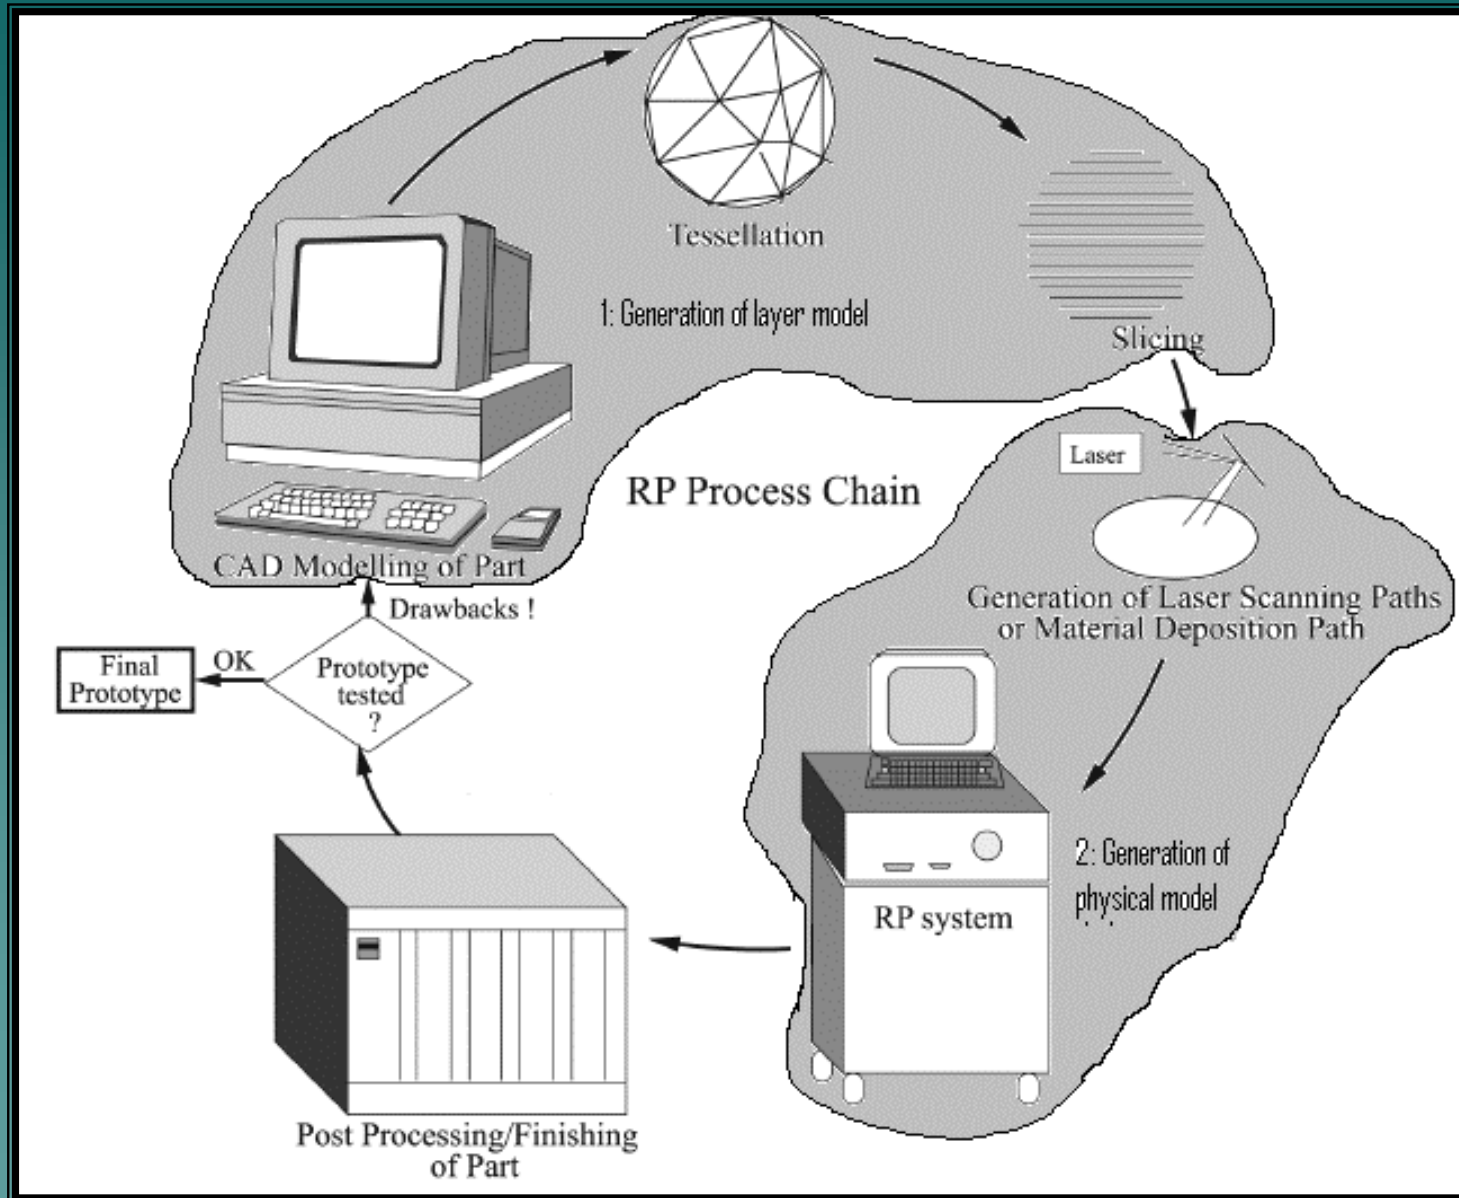 Tessellation
1: Generation of layer model
Slicing
Laser
RP Process Chain
CAD Modelling of Part
Generation of Laser Scanning Paths
or Material Deposition Path
Drawbacks !
OK
Final
Prototype
Prototype
tested
?
2: Generation of
physical model
RP system
Post Processing/Finishing
of Part